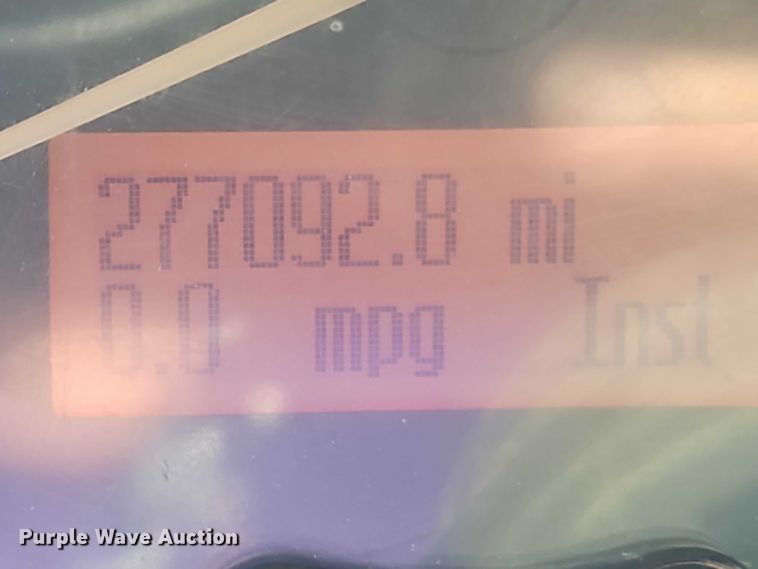 277092.8 mi
0.0 mpg Inst
Purple Wave Auction